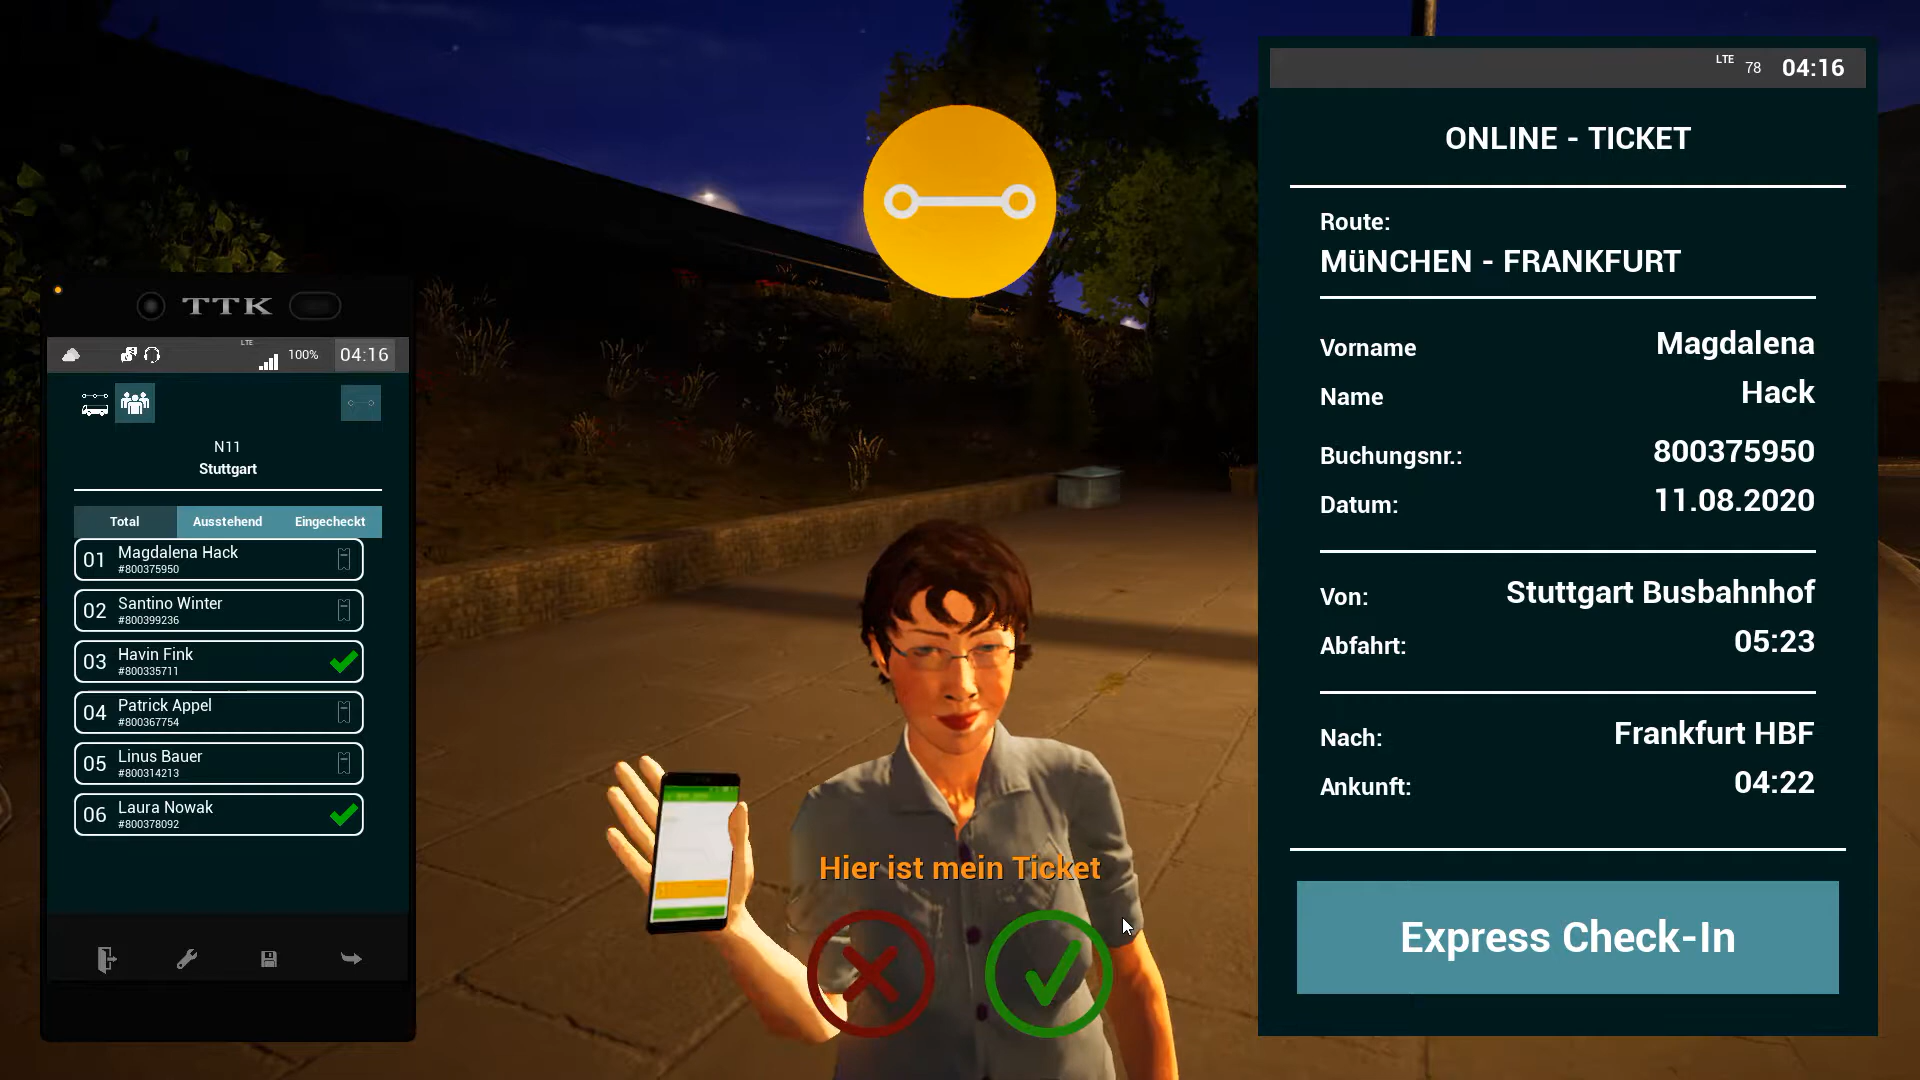 TTK
LTE
100%
04:16
N11
Stuttgart
Total
Ausstehend
Eingecheckt
01
Magdalena Hack
#800375950
02
Santino Winter
#800399236
03
Havin Fink
#800335711
04
Patrick Appel
#800367754
05
Linus Bauer
#800314213
06
Laura Nowak
#800378092
Hier ist mein Ticket
LTE 78 04:16
ONLINE - TICKET
Route:
MüNCHEN - FRANKFURT
Vorname Magdalena
Name Hack
Buchungsnr.: 800375950
Datum: 11.08.2020
Von: Stuttgart Busbahnhof
Abfahrt: 05:23
Nach: Frankfurt HBF
Ankunft: 04:22
Express Check-In